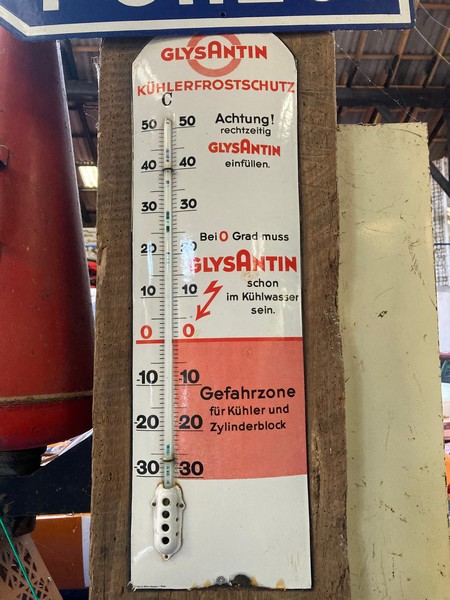 GLYSANTIN
KÜHLERFROSTSCHUTZ
C
50 50
40 40
30 30
20 20
10 10
0 0
-10 -10
-20 -20
-30 -30
Achtung!
rechtzeitig
GLYSANTIN
einfüllen.
Bei 0 Grad muss
GLYSANTIN
schon
im Kühlwasser
sein.
Gefahrzone
für Kühler und
Zylinderblock